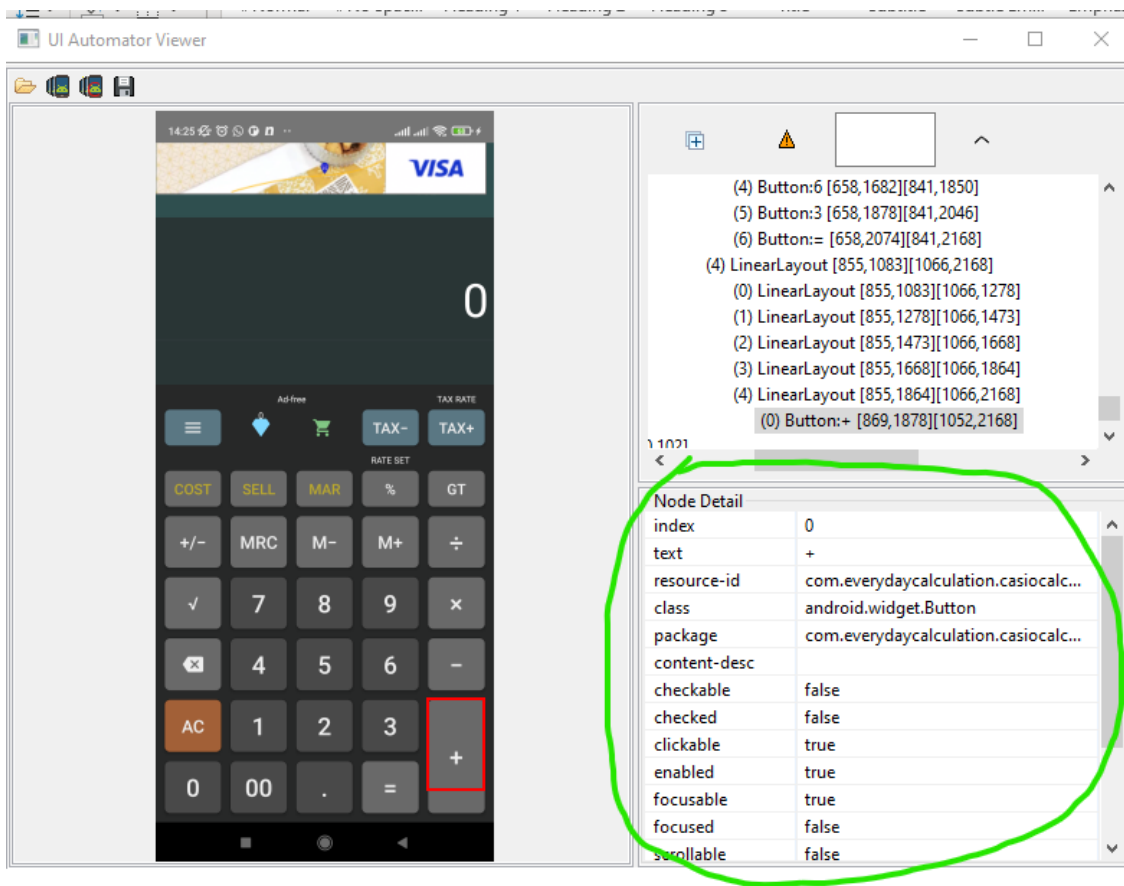 UI Automator Viewer
14:25
VISA
0
Ad-free
TAX RATE
TAX− TAX+
RATE SET
COST SELL MAR % GT
+/− MRC M− M+ ÷
√ 7 8 9 ×
4 5 6 −
AC 1 2 3
+
0 00 . =
(4) Button:6 [658,1682][841,1850]
(5) Button:3 [658,1878][841,2046]
(6) Button:= [658,2074][841,2168]
(4) LinearLayout [855,1083][1066,2168]
(0) LinearLayout [855,1083][1066,1278]
(1) LinearLayout [855,1278][1066,1473]
(2) LinearLayout [855,1473][1066,1668]
(3) LinearLayout [855,1668][1066,1864]
(4) LinearLayout [855,1864][1066,2168]
(0) Button:+ [869,1878][1052,2168]
Node Detail
index 0
text +
resource-id com.everydaycalculation.casiocalc...
class android.widget.Button
package com.everydaycalculation.casiocalc...
content-desc
checkable false
checked false
clickable true
enabled true
focusable true
focused false
scrollable false